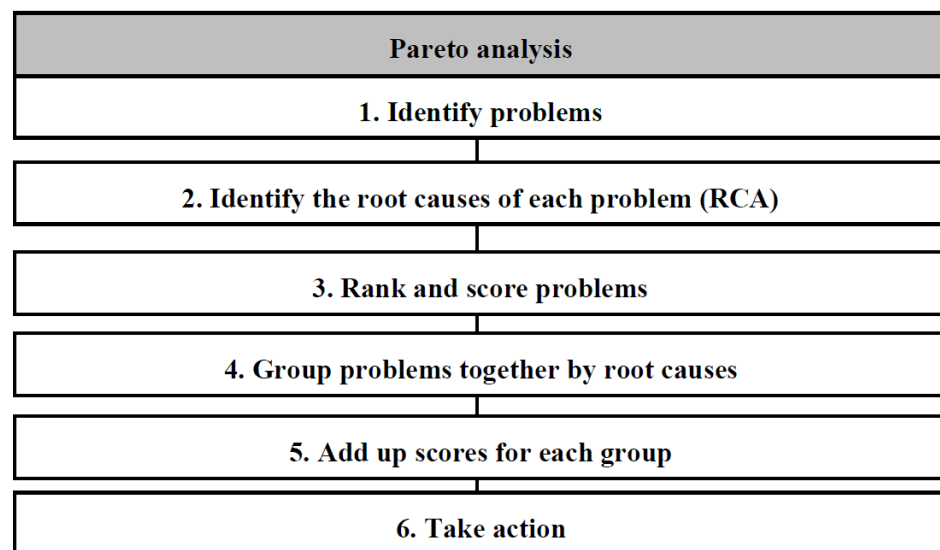 Pareto analysis
1. Identify problems
2. Identify the root causes of each problem (RCA)
3. Rank and score problems
4. Group problems together by root causes
5. Add up scores for each group
6. Take action